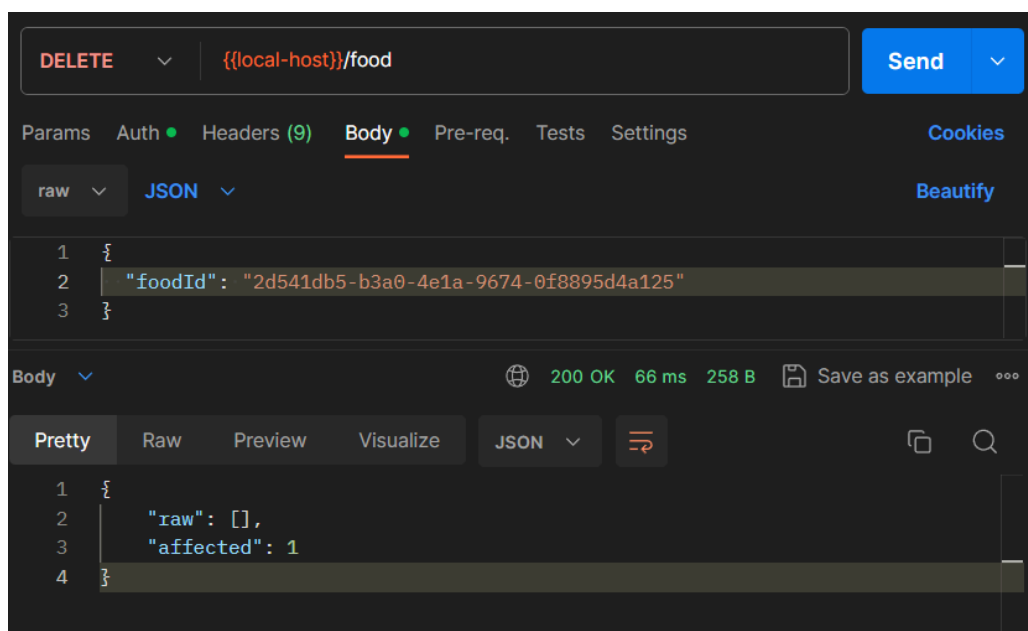 DELETE {{local-host}}/food Send
Params Auth Headers (9) Body Pre-req. Tests Settings Cookies
raw JSON Beautify
1 {
2 "foodId": "2d541db5-b3a0-4e1a-9674-0f8895d4a125"
3 }
Body 200 OK 66 ms 258 B Save as example
Pretty Raw Preview Visualize JSON
1 {
2 "raw": [],
3 "affected": 1
4 }